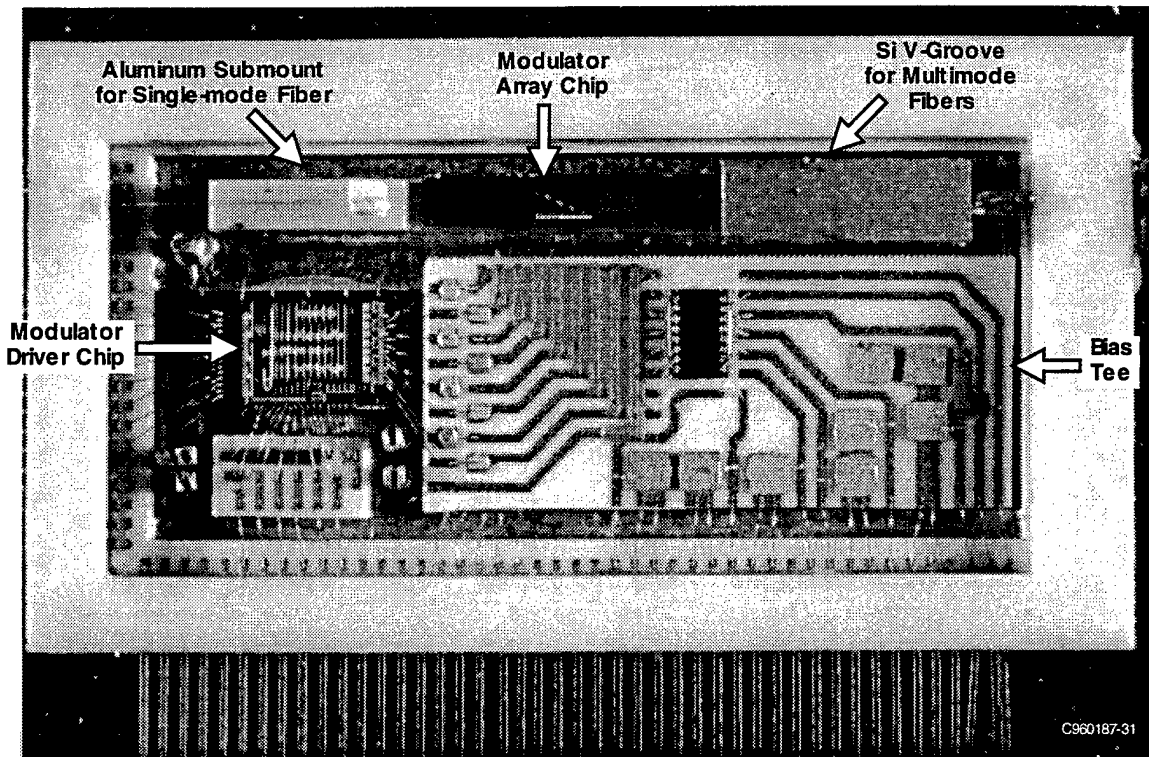 Aluminum Submount
for Single-mode Fiber
Modulator
Array Chip
Si V-Groove
for Multimode
Fibers
Modulator
Driver Chip
Bias
Tee
C960187-31